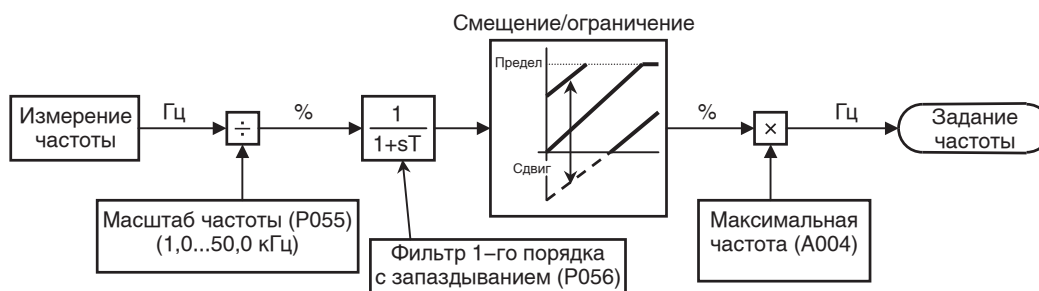 Смещение/ограничение
Предел
Сдвиг
Измерение
частоты
Гц
÷
%
1
1+sT
%
×
Гц
Задание
частоты
Масштаб частоты (P055)
(1,0...50,0 кГц)
Фильтр 1–го порядка
с запаздыванием (P056)
Максимальная
частота (A004)